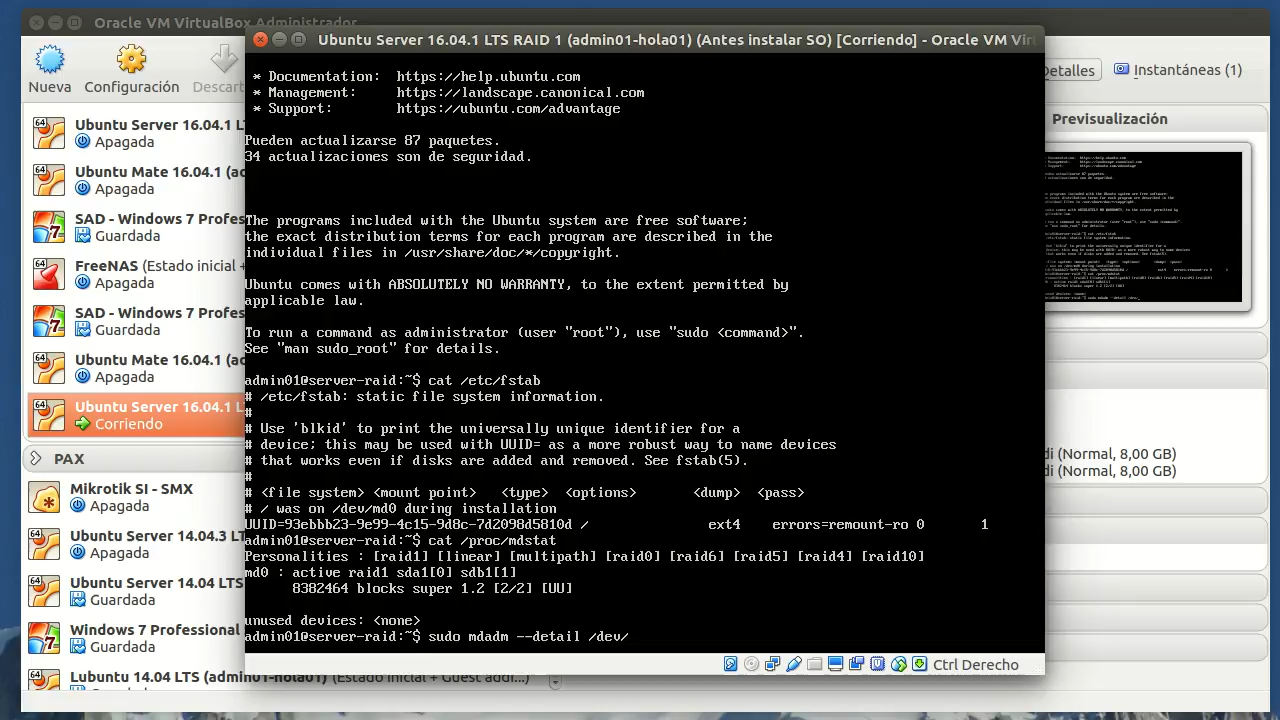 Oracle VM VirtualBox Administrador
Nueva
Configuración
Descart
Detalles
Instantáneas (1)
Ubuntu Server 16.04.1 LT
Apagada
Ubuntu Mate 16.04.1 (ad
Apagada
SAD - Windows 7 Profes
Guardada
FreeNAS (Estado inicial +
Apagada
SAD - Windows 7 Profes
Guardada
Ubuntu Mate 16.04.1 (ad
Apagada
Ubuntu Server 16.04.1 L
Corriendo
PAX
Mikrotik SI - SMX
Apagada
Ubuntu Server 14.04.3 L
Apagada
Ubuntu Server 14.04 LTS
Guardada
Windows 7 Professional
Guardada
Lubuntu 14.04 LTS (admin01-hola01) (Estado inicial + Guest addi...)
Ubuntu Server 16.04.1 LTS RAID 1 (admin01-hola01) (Antes instalar SO) [Corriendo] - Oracle VM Vir
* Documentation:  https://help.ubuntu.com
* Management:     https://landscape.canonical.com
* Support:        https://ubuntu.com/advantage
Pueden actualizarse 87 paquetes.
34 actualizaciones son de seguridad.
The programs included with the Ubuntu system are free software;
the exact distribution terms for each program are described in the
individual files in /usr/share/doc/*/copyright.
Ubuntu comes with ABSOLUTELY NO WARRANTY, to the extent permitted by
applicable law.
To run a command as administrator (user "root"), use "sudo <command>".
See "man sudo_root" for details.
admin01@server-raid:~$ cat /etc/fstab
# /etc/fstab: static file system information.
#
# Use 'blkid' to print the universally unique identifier for a
# device; this may be used with UUID= as a more robust way to name devices
# that works even if disks are added and removed. See fstab(5).
#
# <file system> <mount point>   <type>  <options>       <dump>  <pass>
# / was on /dev/md0 during installation
/               ext4    errors=remount-ro 0       1
admin01@server-raid:~$ cat /proc/mdstat
Personalities : [raid1] [linear] [multipath] [raid0] [raid6] [raid5] [raid4] [raid10]
md0 : active raid1 sda1[0] sdb1[1]
8382464 blocks super 1.2 [2/2] [UU]
unused devices: <none>
admin01@server-raid:~$ sudo mdadm --detail /dev/
Ctrl Derecho
Previsualización
di (Normal, 8,00 GB)
di (Normal, 8,00 GB)